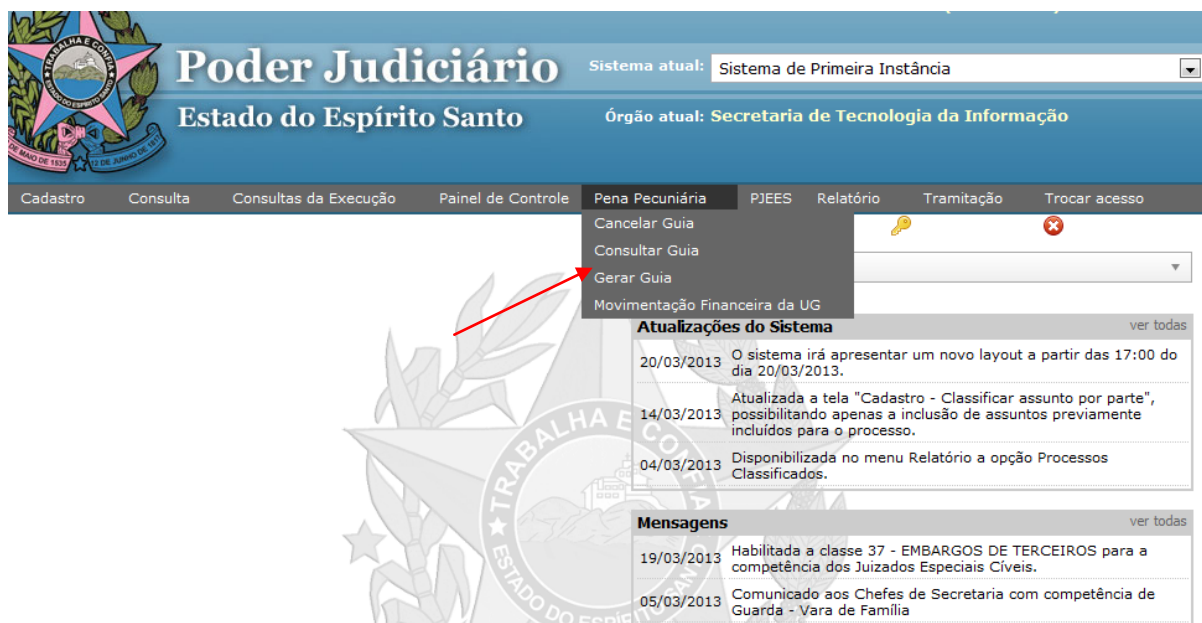 Poder Judiciário
Estado do Espírito Santo
Sistema atual: Sistema de Primeira Instância
Órgão atual: Secretaria de Tecnologia da Informação
TRABALHA E CONFIA
12 DE JUNHO DE 1817
Cadastro Consulta Consultas da Execução Painel de Controle Pena Pecuniária PJEES Relatório Tramitação Trocar acesso
Cancelar Guia
Consultar Guia
Gerar Guia
Movimentação Financeira da UG
Atualizações do Sistema ver todas
20/03/2013 O sistema irá apresentar um novo layout a partir das 17:00 do
dia 20/03/2013.
14/03/2013 Atualizada a tela "Cadastro - Classificar assunto por parte",
possibilitando apenas a inclusão de assuntos previamente
incluídos para o processo.
04/03/2013 Disponibilizada no menu Relatório a opção Processos
Classificados.
Mensagens ver todas
19/03/2013 Habilitada a classe 37 - EMBARGOS DE TERCEIROS para a
competência dos Juizados Especiais Cíveis.
05/03/2013 Comunicado aos Chefes de Secretaria com competência de
Guarda - Vara de Família
TRABALHA E CONFIA
ESTADO DO ESPÍRITO SANTO